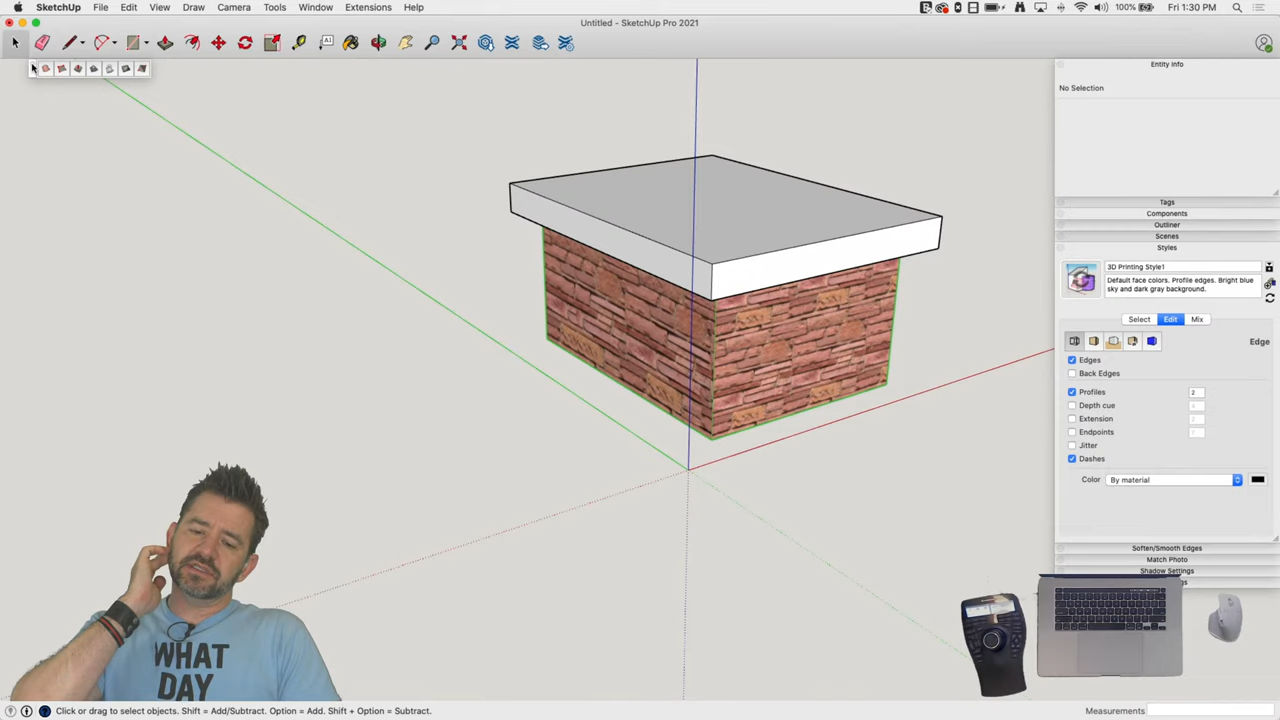 SketchUp File Edit View Draw Camera Tools Window Extensions Help 100% Fri 1:30 PM
Untitled - SketchUp Pro 2021
Entity Info
No Selection
Tags
Components
Outliner
Scenes
Styles
3D Printing Style1
Default face colors. Profile edges. Bright blue
sky and dark gray background.
Select Edit Mix
Edge
Edges
Back Edges
Profiles 2
Depth cue
Extension
Endpoints
Jitter
Dashes
Color By material
Soften/Smooth Edges
Match Photo
Shadow Settings
WHAT
DAY
Click or drag to select objects. Shift = Add/Subtract. Option = Add. Shift + Option = Subtract.
Measurements